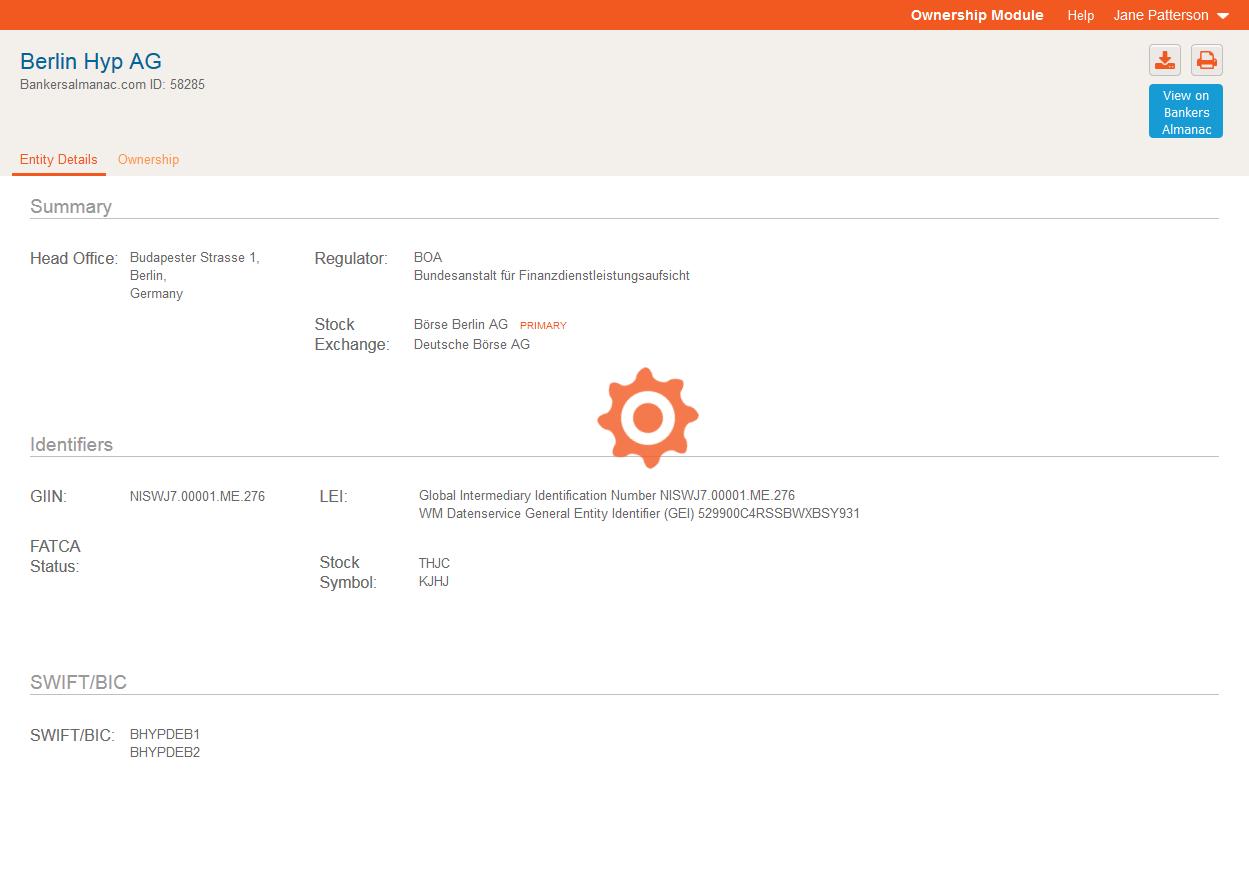 Ownership Module Help Jane Patterson
Berlin Hyp AG
Bankersalmanac.com ID: 58285
View on
Bankers
Almanac
Entity Details Ownership
Summary
Head Office: Budapester Strasse 1,
Berlin,
Germany
Regulator: BOA
Bundesanstalt für Finanzdienstleistungsaufsicht
Stock
Exchange:
Börse Berlin AG PRIMARY
Deutsche Börse AG
Identifiers
GIIN: NISWJ7.00001.ME.276
LEI: Global Intermediary Identification Number NISWJ7.00001.ME.276
WM Datenservice General Entity Identifier (GEI) 529900C4RSSBWXBSY931
FATCA
Status:
Stock
Symbol:
THJC
KJHJ
SWIFT/BIC
SWIFT/BIC: BHYPDEB1
BHYPDEB2